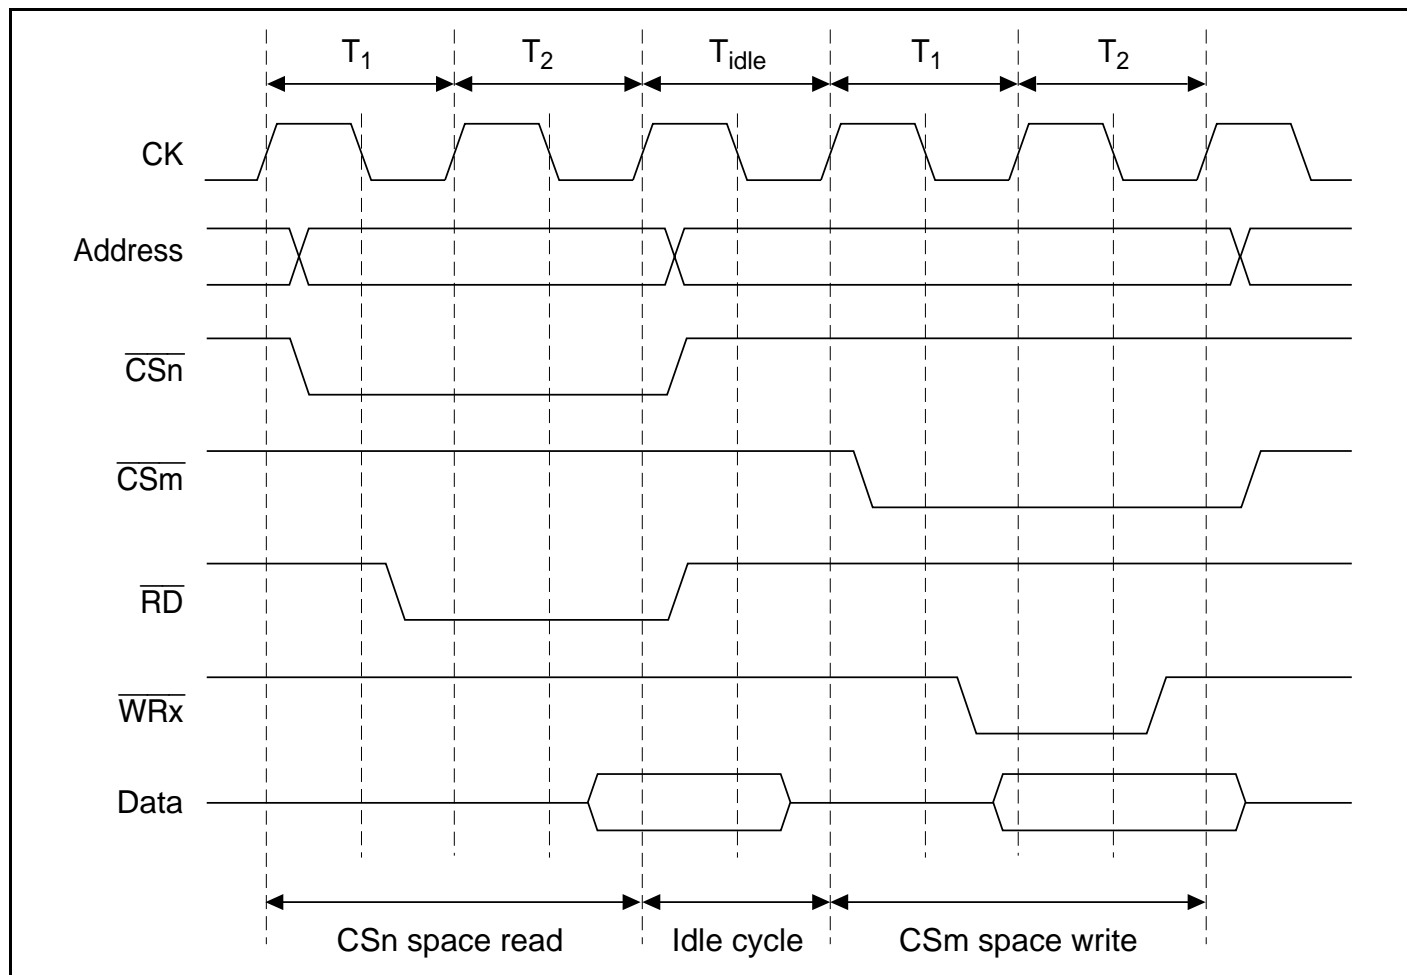 T1 T2 Tidle T1 T2
CK
Address
CSn
CSm
RD
WRx
Data
CSn space read Idle cycle CSm space write